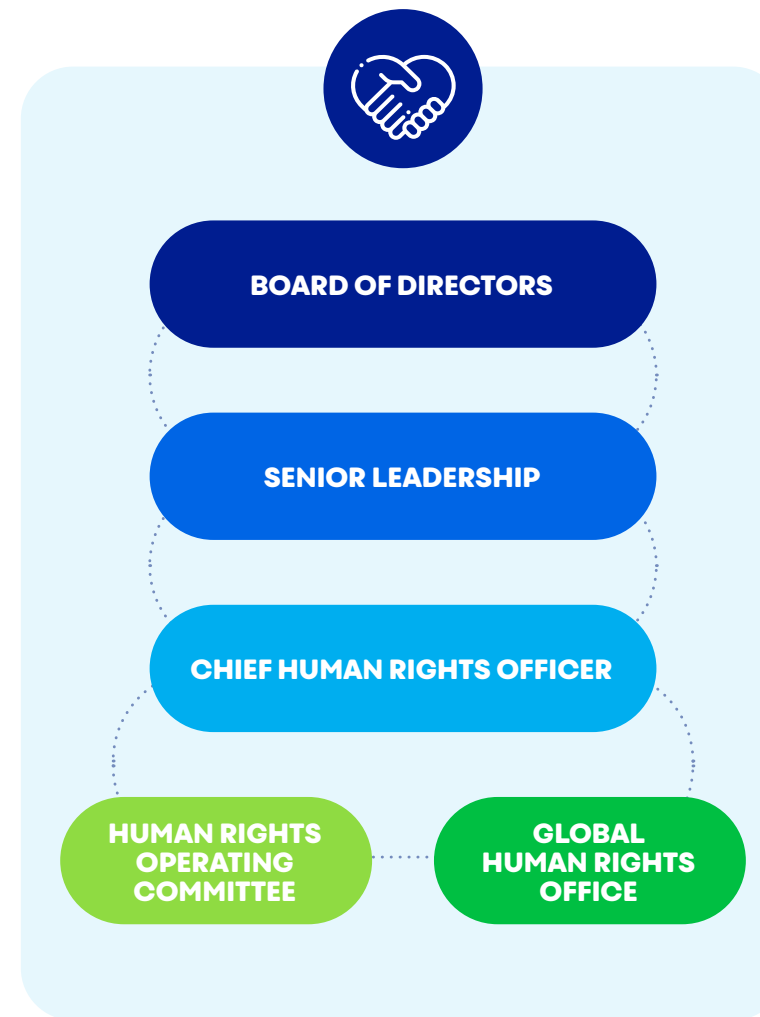 BOARD OF DIRECTORS
SENIOR LEADERSHIP
CHIEF HUMAN RIGHTS OFFICER
HUMAN RIGHTS
OPERATING
COMMITTEE
GLOBAL
HUMAN RIGHTS
OFFICE